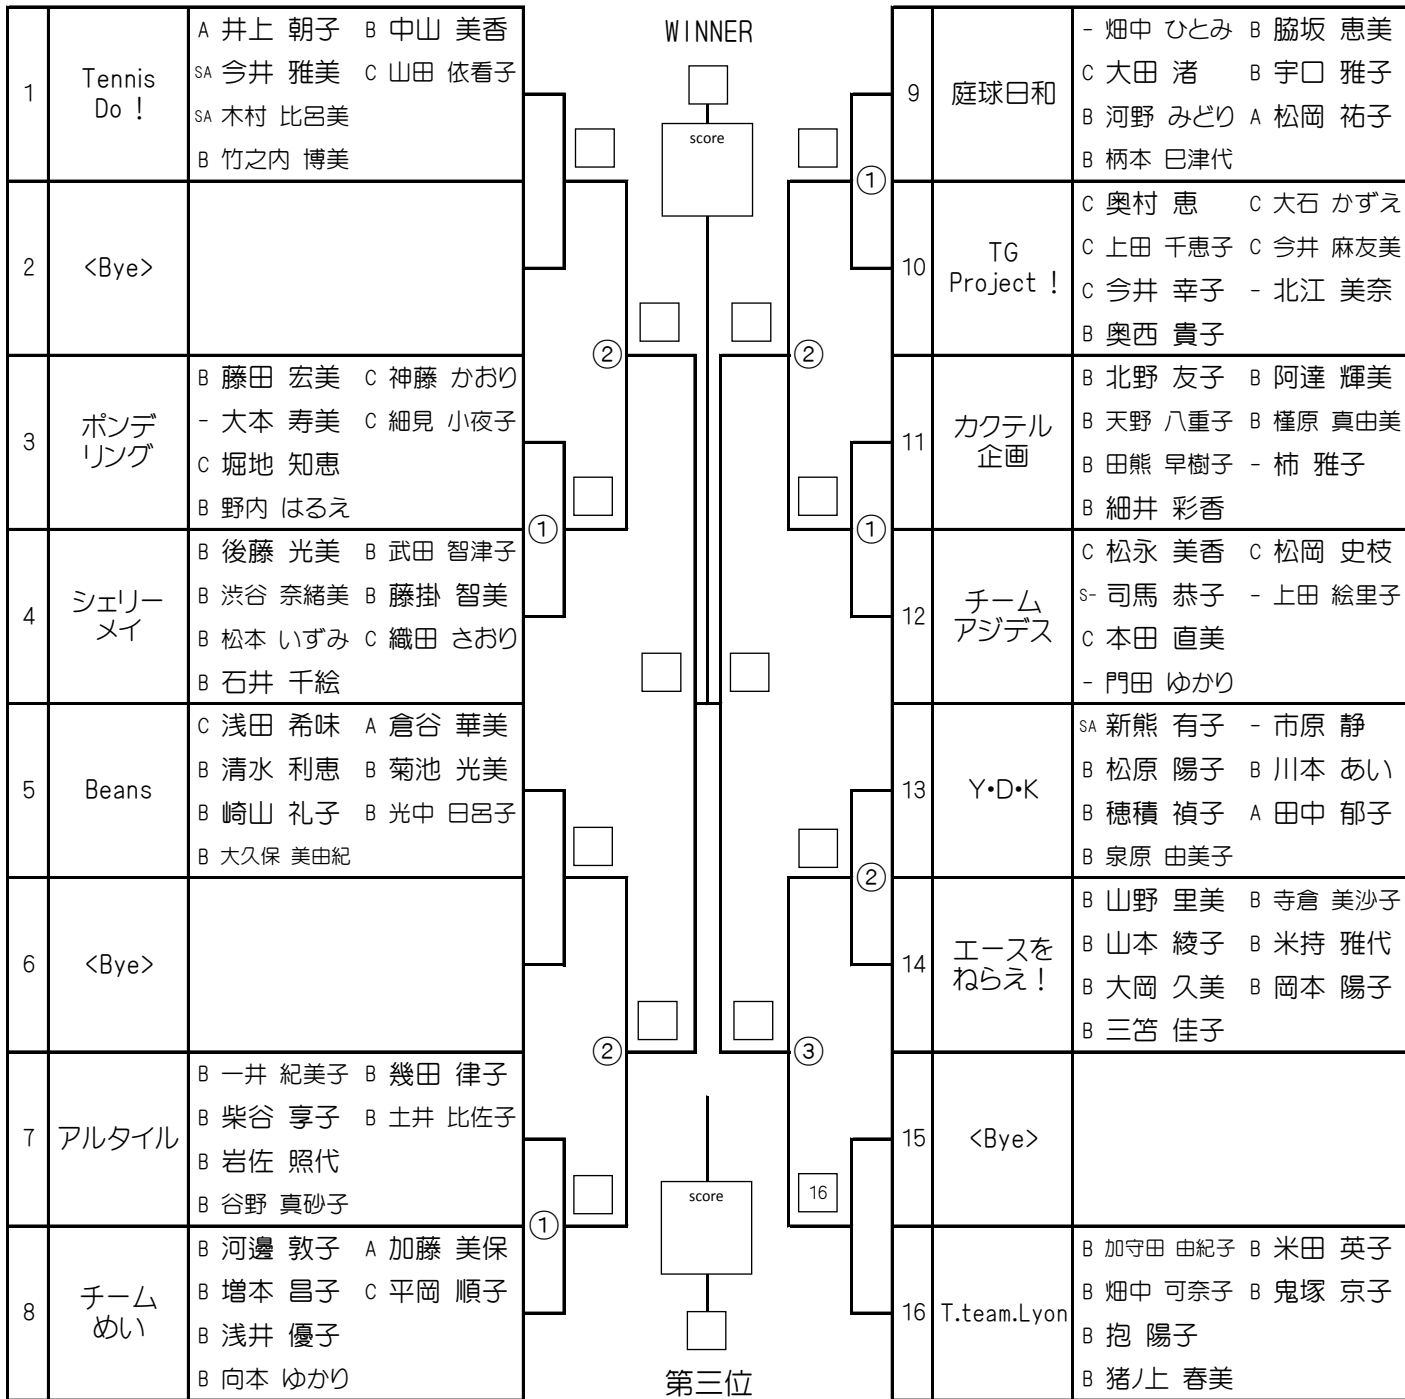 WINNER
score
1
Tennis
Do !
A 井上 朝子 B 中山 美香
SA 今井 雅美 C 山田 依看子
SA 木村 比呂美
B 竹之内 博美
2
<Bye>
3
ポンデ
リング
B 藤田 宏美 C 神藤 かおり
- 大本 寿美 C 細見 小夜子
C 堀地 知恵
B 野内 はるえ
①
②
4
シェリー
メイ
B 後藤 光美 B 武田 智津子
B 渋谷 奈緒美 B 藤掛 智美
B 松本 いずみ C 織田 さおり
B 石井 千絵
5
Beans
C 浅田 希味 A 倉谷 華美
B 清水 利恵 B 菊池 光美
B 崎山 礼子 B 光中 日呂子
B 大久保 美由紀
6
<Bye>
②
7
アルタイル
B 一井 紀美子 B 幾田 律子
B 柴谷 享子 B 土井 比佐子
B 岩佐 照代
B 谷野 真砂子
①
8
チーム
めい
B 河邊 敦子 A 加藤 美保
B 増本 昌子 C 平岡 順子
B 浅井 優子
B 向本 ゆかり
9
庭球日和
- 畑中 ひとみ B 脇坂 恵美
C 大田 渚 B 宇口 雅子
B 河野 みどり A 松岡 祐子
B 柄本 巳津代
①
10
TG
Project !
C 奥村 恵 C 大石 かずえ
C 上田 千恵子 C 今井 麻友美
C 今井 幸子 - 北江 美奈
B 奥西 貴子
②
11
カクテル
企画
B 北野 友子 B 阿達 輝美
B 天野 八重子 B 槿原 真由美
B 田熊 早樹子 - 柿 雅子
B 細井 彩香
①
12
チーム
アジデス
C 松永 美香 C 松岡 史枝
S- 司馬 恭子 - 上田 絵里子
C 本田 直美
- 門田 ゆかり
13
Y•D•K
SA 新熊 有子 - 市原 静
B 松原 陽子 B 川本 あい
B 穂積 禎子 A 田中 郁子
B 泉原 由美子
②
14
エースを
ねらえ！
B 山野 里美 B 寺倉 美沙子
B 山本 綾子 B 米持 雅代
B 大岡 久美 B 岡本 陽子
B 三笘 佳子
③
15
<Bye>
16
16
T.team.Lyon
B 加守田 由紀子 B 米田 英子
B 畑中 可奈子 B 鬼塚 京子
B 抱 陽子
B 猪ノ上 春美
score
第三位